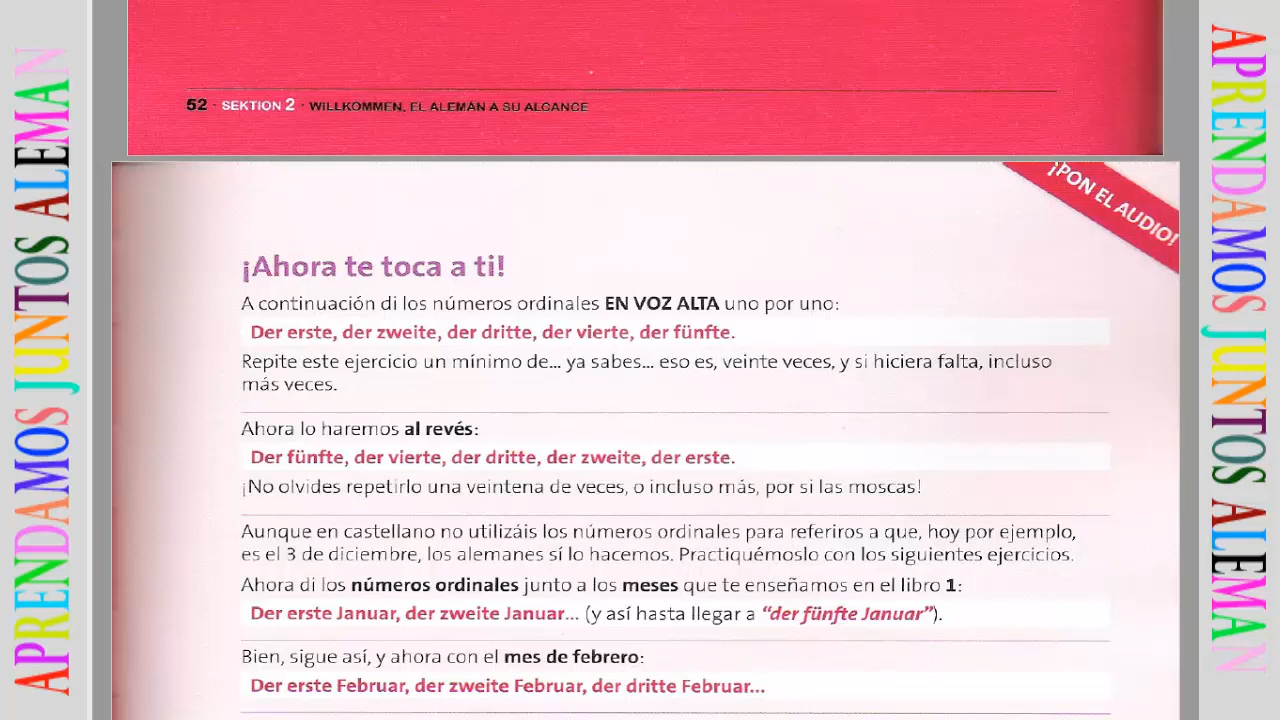 APRENDAMOS JUNTOS ALEMAN
52 · SEKTION 2 · WILLKOMMEN, EL ALEMÁN A SU ALCANCE
¡PON EL AUDIO!
¡Ahora te toca a ti!
A continuación di los números ordinales EN VOZ ALTA uno por uno:
Der erste, der zweite, der dritte, der vierte, der fünfte.
Repite este ejercicio un mínimo de... ya sabes... eso es, veinte veces, y si hiciera falta, incluso
más veces.
Ahora lo haremos al revés:
Der fünfte, der vierte, der dritte, der zweite, der erste.
¡No olvides repetirlo una veintena de veces, o incluso más, por si las moscas!
Aunque en castellano no utilizáis los números ordinales para referiros a que, hoy por ejemplo,
es el 3 de diciembre, los alemanes sí lo hacemos. Practiquémoslo con los siguientes ejercicios.
Ahora di los números ordinales junto a los meses que te enseñamos en el libro 1:
Der erste Januar, der zweite Januar... (y así hasta llegar a "der fünfte Januar").
Bien, sigue así, y ahora con el mes de febrero:
Der erste Februar, der zweite Februar, der dritte Februar...
APRENDAMOS JUNTOS ALEMAN